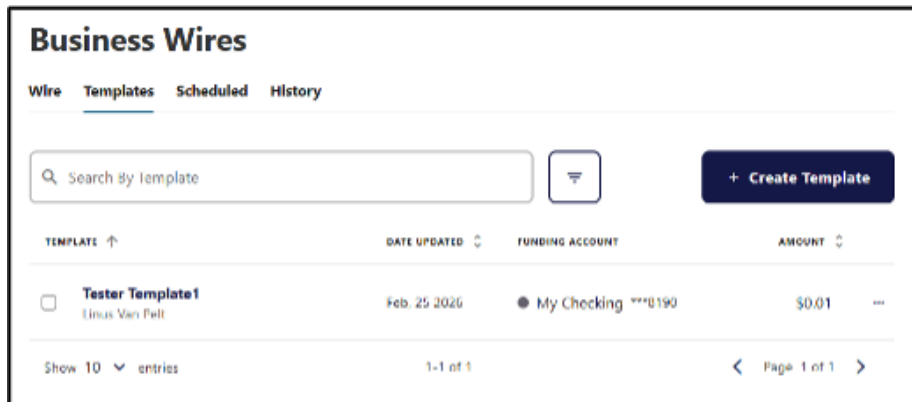 Business Wires
Wire Templates Scheduled History
Search By Template
+ Create Template
TEMPLATE DATE UPDATED FUNDING ACCOUNT AMOUNT
Tester Template1 Feb. 25 2026 My Checking ***8190 $0.01 ...
Linus Van Pelt
Show 10 entries 1-1 of 1 Page 1 of 1